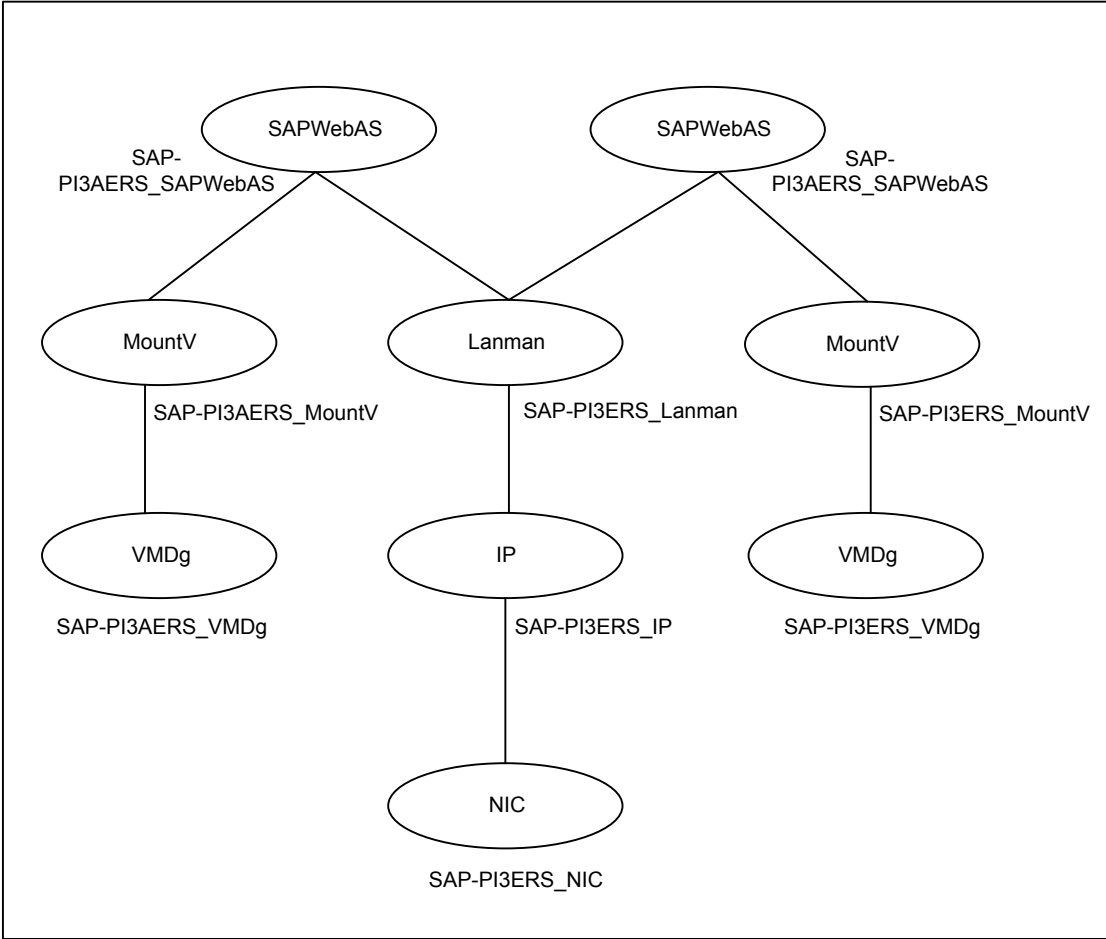 SAPWebAS
SAPWebAS
SAP-
PI3AERS_SAPWebAS
SAP-
PI3AERS_SAPWebAS
MountV
Lanman
MountV
SAP-PI3AERS_MountV
SAP-PI3ERS_Lanman
SAP-PI3ERS_MountV
VMDg
IP
VMDg
SAP-PI3AERS_VMDg
SAP-PI3ERS_IP
SAP-PI3ERS_VMDg
NIC
SAP-PI3ERS_NIC